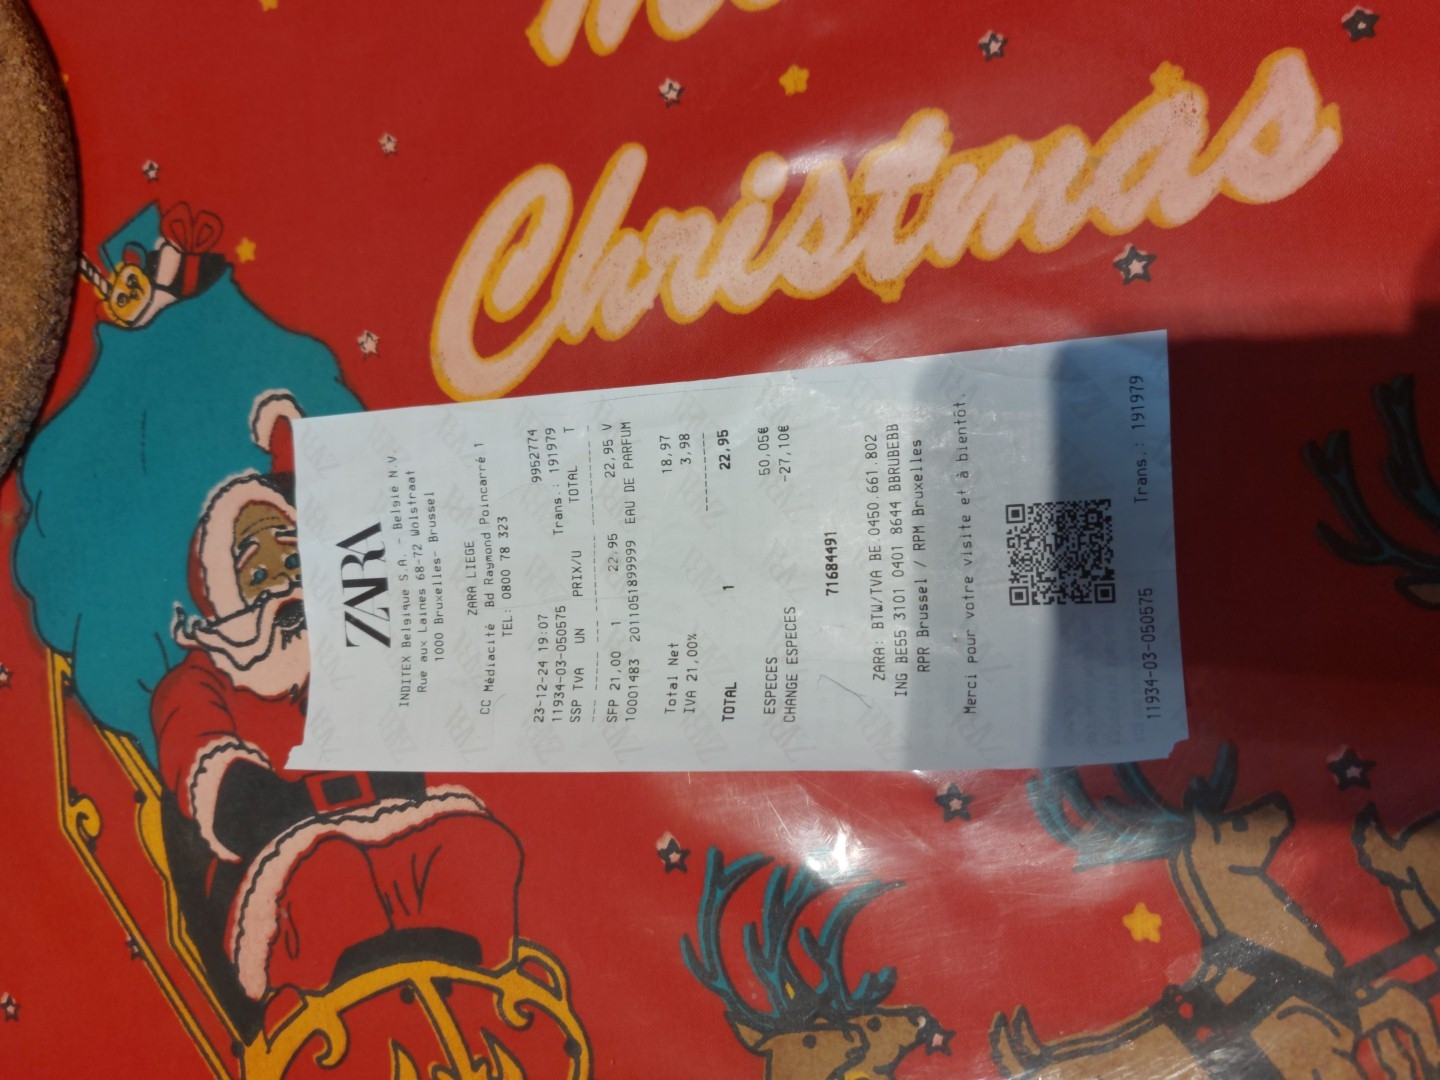 Christmas
ZARA
INDITEX Belgique S.A. - België N.V.
Rue aux Laines 68-72 Wolstraat
1000 Bruxelles- Brussel
ZARA LIEGE
CC Médiacité Bd Raymond Poincarré 1
TEL: 0800 78 323
23-12-24 19:07 9952774
11934-03-050575 Trans.: 191979
SSP TVA UN PRIX/U TOTAL T
SFP 21,00 1 22,95 22,95 V
10001483 20110518999999 EAU DE PARFUM
Total Net 18,97
IVA 21,00% 3,98
TOTAL 1 22,95
ESPECES 50,05€
CHANGE ESPECES -27,10€
71684491
ZARA: BTW/TVA BE.0450.661.802
ING BE55 3101 0401 8644 BBRUBEBB
RPR Brussel / RPM Bruxelles
Merci pour votre visite et à bientôt.
11934-03-050575 Trans.: 191979